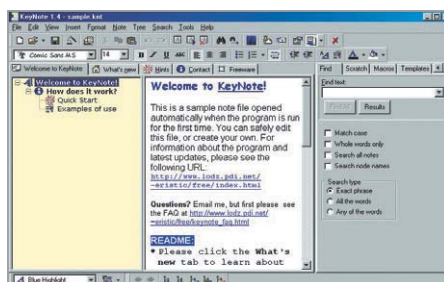 KeyNote 1.4 - sample.knt
File Edit View Insert Format Note Tree Search Tools Help
Comic Sans MS 14 B I U ABC
Welcome to KeyNote What's new Hints Contact Freeware
Find Scratch Macros Templates
Welcome to KeyNote!
How does it work?
Quick Start
Examples of use
Welcome to KeyNote!
This is a sample note file opened
automatically when the program is run
for the first time. You can safely edit
this file, or create your own. For
information about the program and
latest updates, please see the
following URL:
http://www.lodz.pdi.net/
~eristic/free/index.html
Questions? Email me, but first please see
the FAQ at http://www.lodz.pdi.net/
~eristic/free/keynote_faq.html
README:
• Please click the What's
new tab to learn about
Find text:
Find All Results
Match case
Whole words only
Search all notes
Search node names
Search type
Exact phrase
All the words
Any of the words
Blue Highlight